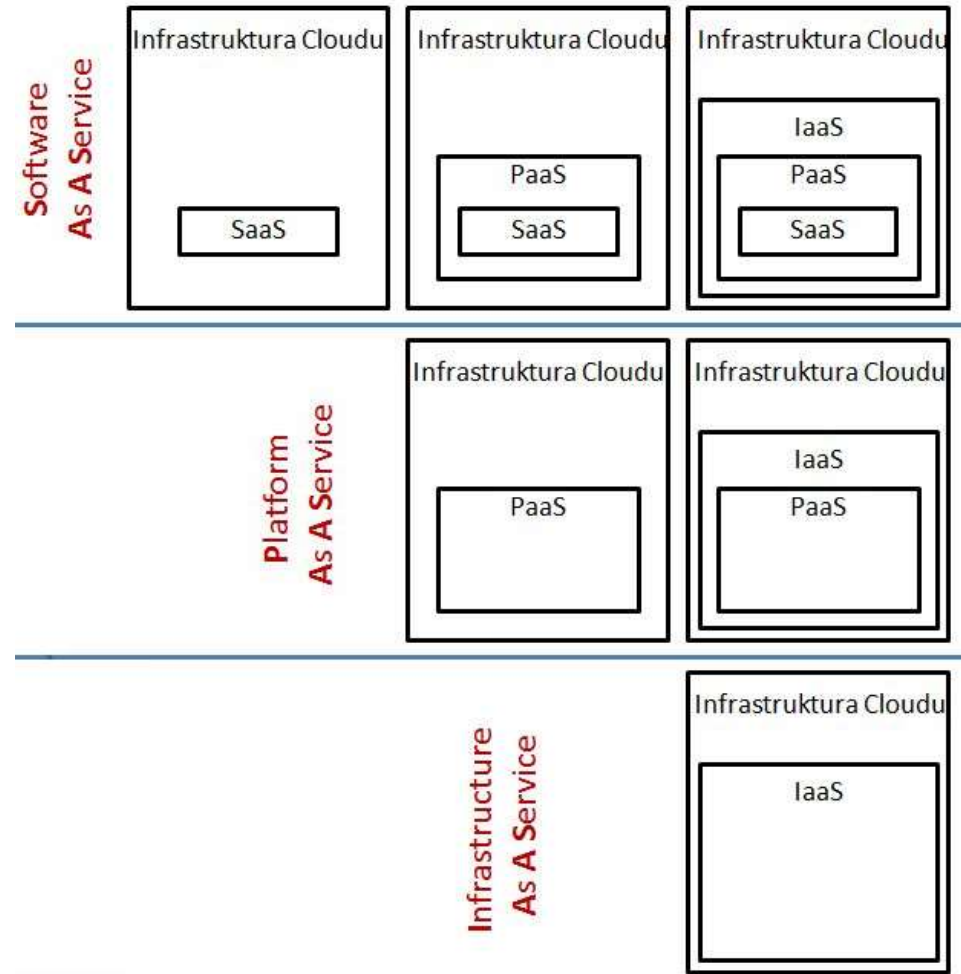 Software
As A Service
Infrastruktura Cloudu
SaaS
Infrastruktura Cloudu
PaaS
SaaS
Infrastruktura Cloudu
IaaS
PaaS
SaaS
Platform
As A Service
Infrastruktura Cloudu
PaaS
Infrastruktura Cloudu
IaaS
PaaS
Infrastructure
As A Service
Infrastruktura Cloudu
IaaS